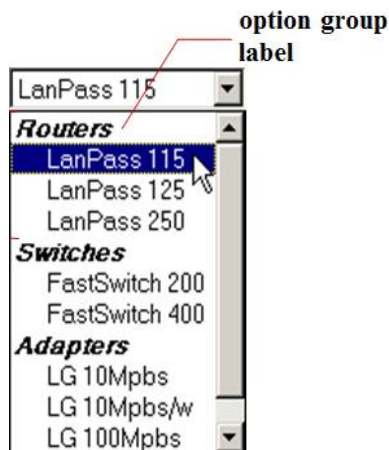 option group
label
LanPass 115
Routers
LanPass 115
LanPass 125
LanPass 250
Switches
FastSwitch 200
FastSwitch 400
Adapters
LG 10Mpbs
LG 10Mpbs/w
LG 100Mpbs